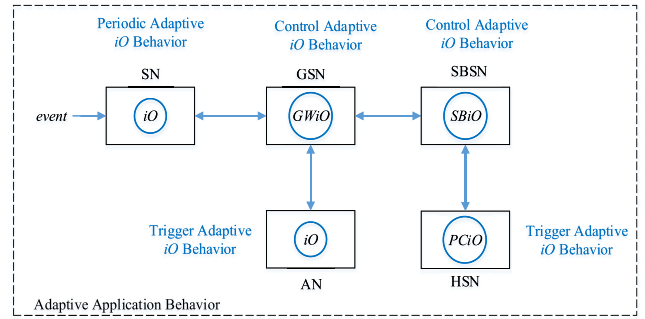 Periodic Adaptive
iO Behavior
Control Adaptive
iO Behavior
Control Adaptive
iO Behavior
SN
GSN
SBSN
event
iO
GWiO
SBiO
Trigger Adaptive
iO Behavior
iO
PCiO
Trigger Adaptive
iO Behavior
AN
HSN
Adaptive Application Behavior